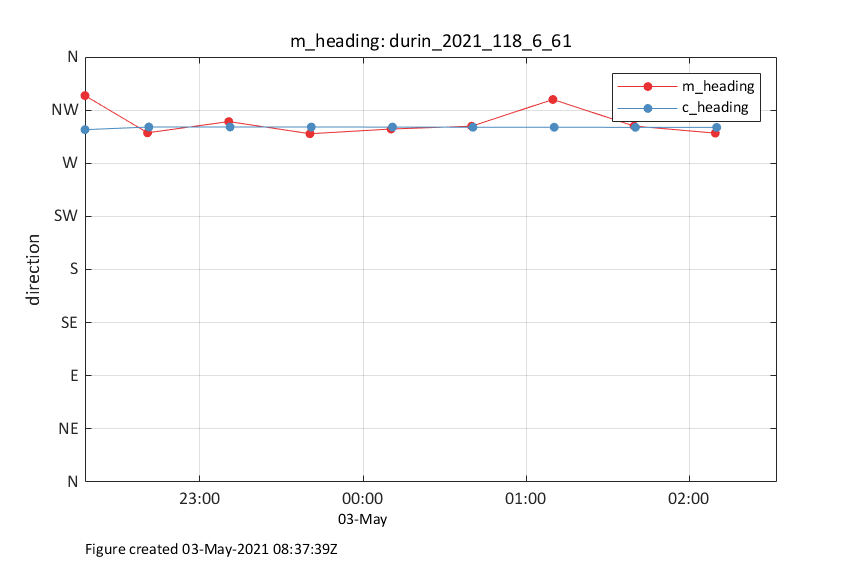 m_heading: durin_2021_118_6_61
N
NW
W
SW
S
SE
E
NE
N
direction
m_heading
c_heading
23:00
00:00
01:00
02:00
03-May
Figure created 03-May-2021 08:37:39Z